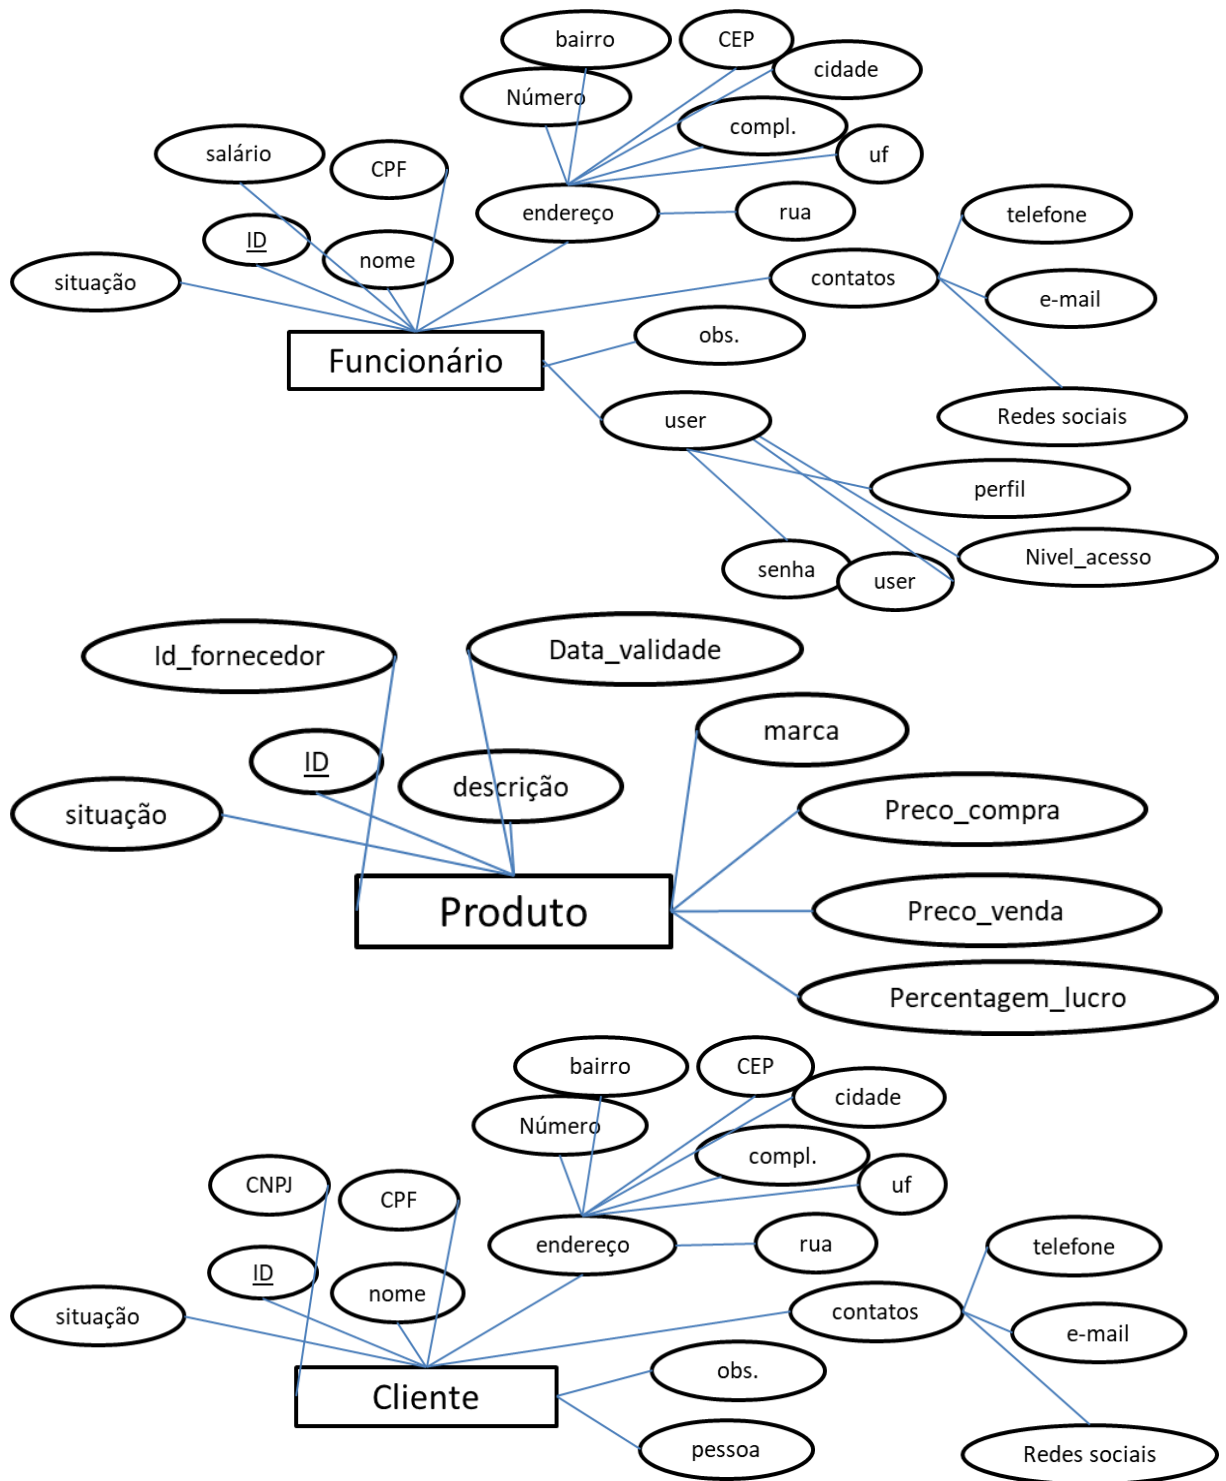 bairro
CEP
cidade
Número
compl.
salário
CPF
uf
endereço
rua
telefone
ID
nome
situação
contatos
e-mail
obs.
Funcionário
user
Redes sociais
perfil
Nivel_acesso
senha
user
Id_fornecedor
Data_validade
marca
ID
descrição
situação
Preco_compra
Produto
Preco_venda
Percentagem_lucro
bairro
CEP
cidade
Número
compl.
CNPJ
CPF
uf
endereço
rua
telefone
ID
nome
situação
contatos
e-mail
obs.
Cliente
pessoa
Redes sociais